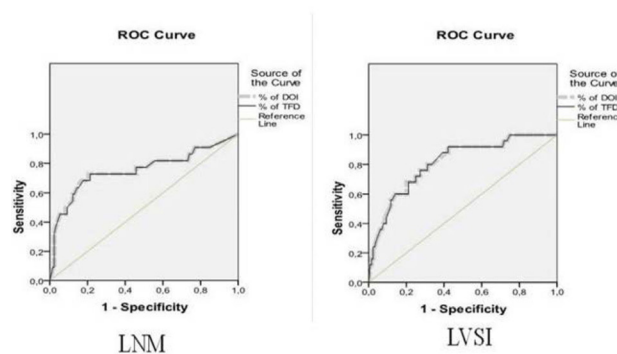 ROC Curve
Source of
the Curve
% of DOI
% of TFD
Reference
Line
1,0
0,8
0,6
0,4
0,2
0,0
Sensitivity
0,0 0,2 0,4 0,6 0,8 1,0
1 - Specificity
LNM
ROC Curve
Source of
the Curve
% of DOI
% of TFD
Reference
Line
1,0
0,8
0,6
0,4
0,2
0,0
Sensitivity
0,0 0,2 0,4 0,6 0,8 1,0
1 - Specificity
LVSI